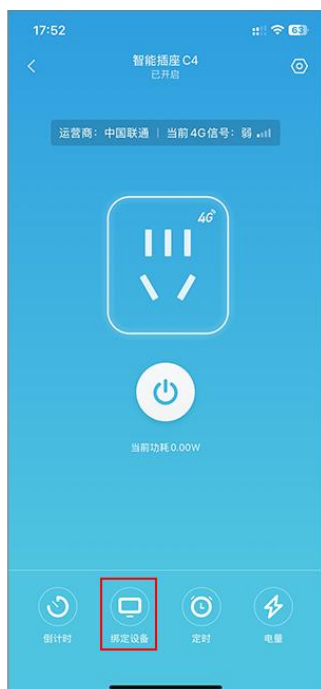 17:52
63
智能插座 C4
已开启
运营商：中国联通 | 当前4G信号：弱
4G
当前功耗0.00W
倒计时
绑定设备
定时
电量